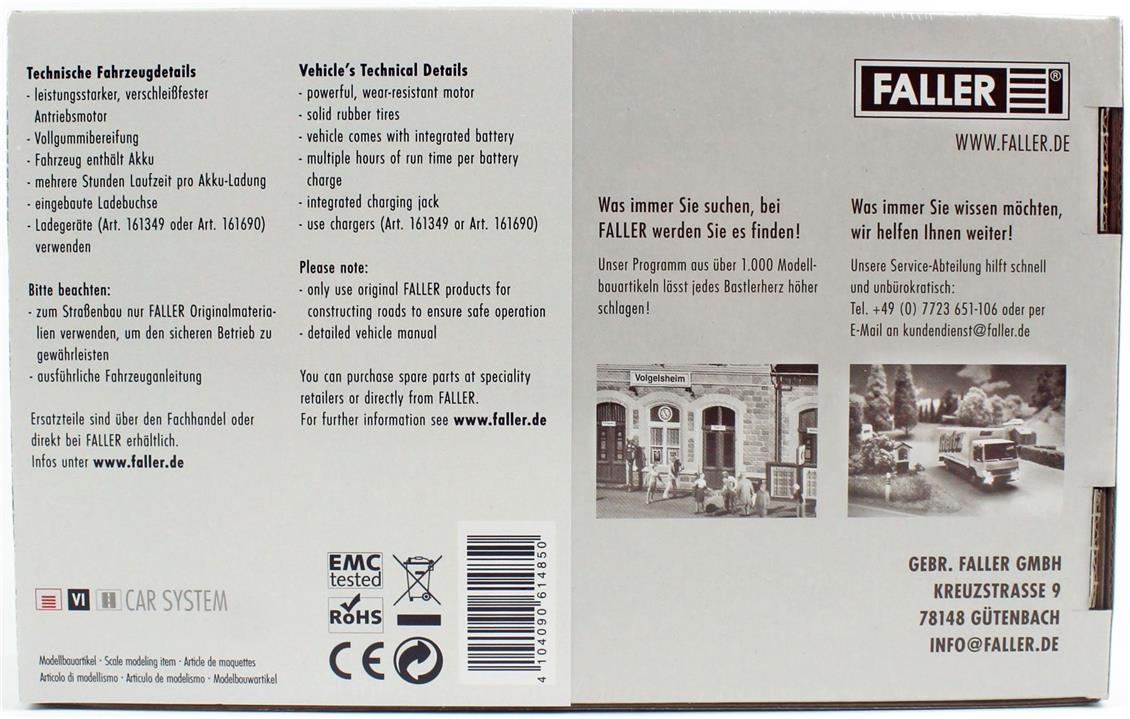 Technische Fahrzeugdetails
- leistungsstarker, verschleißfester
Antriebsmotor
- Vollgummibereifung
- Fahrzeug enthält Akku
- mehrere Stunden Laufzeit pro Akku-Ladung
- eingebaute Ladebuchse
- Ladegeräte (Art. 161349 oder Art. 161690)
verwenden
Bitte beachten:
- zum Straßenbau nur FALLER Originalmateria-
lien verwenden, um den sicheren Betrieb zu
gewährleisten
- ausführliche Fahrzeuganleitung
Ersatzteile sind über den Fachhandel oder
direkt bei FALLER erhältlich.
Infos unter www.faller.de
Vehicle's Technical Details
- powerful, wear-resistant motor
- solid rubber tires
- vehicle comes with integrated battery
- multiple hours of run time per battery
charge
- integrated charging jack
- use chargers (Art. 161349 or Art. 161690)
Please note:
- only use original FALLER products for
constructing roads to ensure safe operation
- detailed vehicle manual
You can purchase spare parts at speciality
retailers or directly from FALLER.
For further information see www.faller.de
VI CAR SYSTEM
Modellbauartikel · Scale modeling item · Article de maquettes
Articolo di modellismo · Artículo de modelismo · Modelbouwartikel
EMC
tested
RoHS
CE
4 104090 614850
FALLER ®
WWW.FALLER.DE
Was immer Sie suchen, bei
FALLER werden Sie es finden!
Unser Programm aus über 1.000 Modell-
bauartikeln lässt jedes Bastlerherz höher
schlagen!
Volgelsheim
Was immer Sie wissen möchten,
wir helfen Ihnen weiter!
Unsere Service-Abteilung hilft schnell
und unbürokratisch:
Tel. +49 (0) 7723 651-106 oder per
E-Mail an kundendienst@faller.de
GEBR. FALLER GMBH
KREUZSTRASSE 9
78148 GÜTENBACH
INFO@FALLER.DE